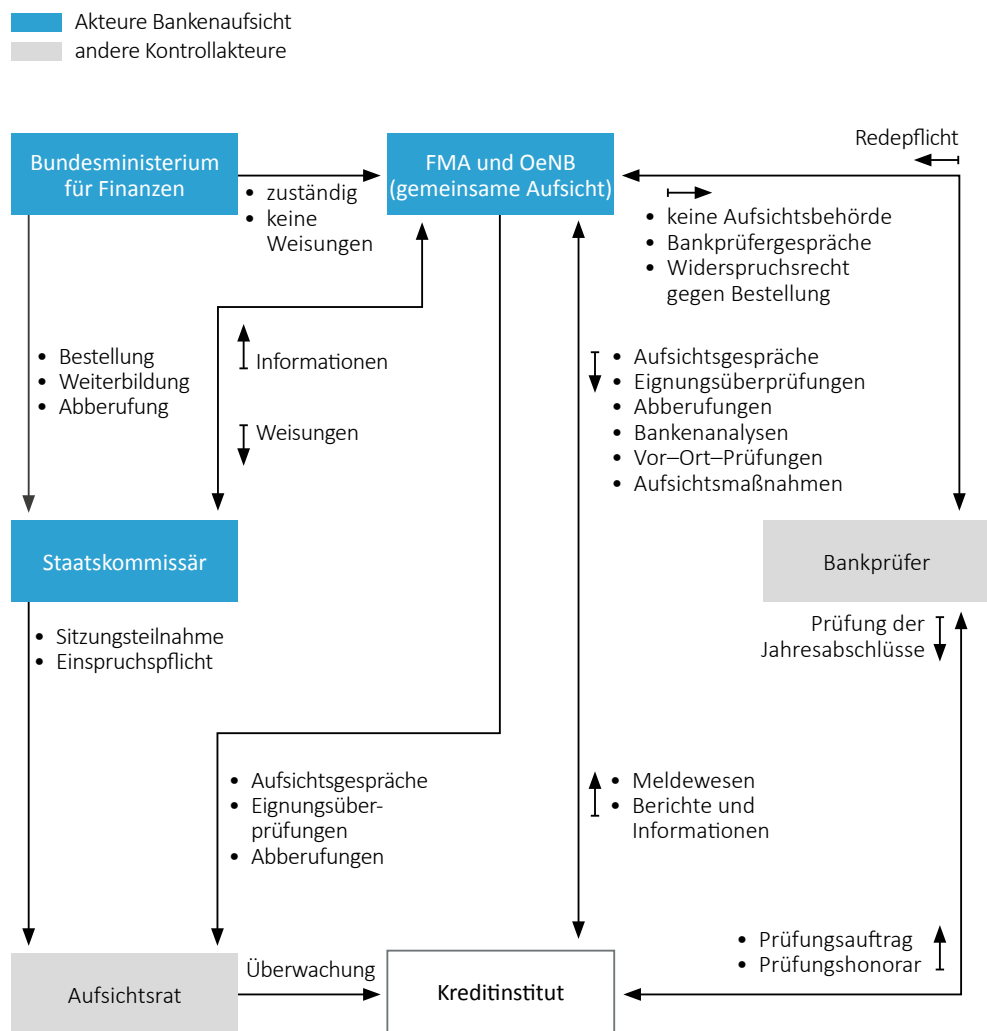 Akteure Bankenaufsicht
andere Kontrollakteure
Redepflicht
Bundesministerium
für Finanzen
FMA und OeNB
(gemeinsame Aufsicht)
• zuständig
• keine
Weisungen
• keine Aufsichtsbehörde
• Bankprüfergespräche
• Widerspruchsrecht
gegen Bestellung
• Bestellung
• Weiterbildung
• Abberufung
Informationen
Weisungen
• Aufsichtsgespräche
• Eignungsüberprüfungen
• Abberufungen
• Bankenanalysen
• Vor–Ort–Prüfungen
• Aufsichtsmaßnahmen
Staatskommissär
Bankprüfer
• Sitzungsteilnahme
• Einspruchspflicht
Prüfung der
Jahresabschlüsse
• Aufsichtsgespräche
• Eignungsüber-
prüfungen
• Abberufungen
• Meldewesen
• Berichte und
Informationen
• Prüfungsauftrag
• Prüfungshonorar
Aufsichtsrat
Überwachung
Kreditinstitut